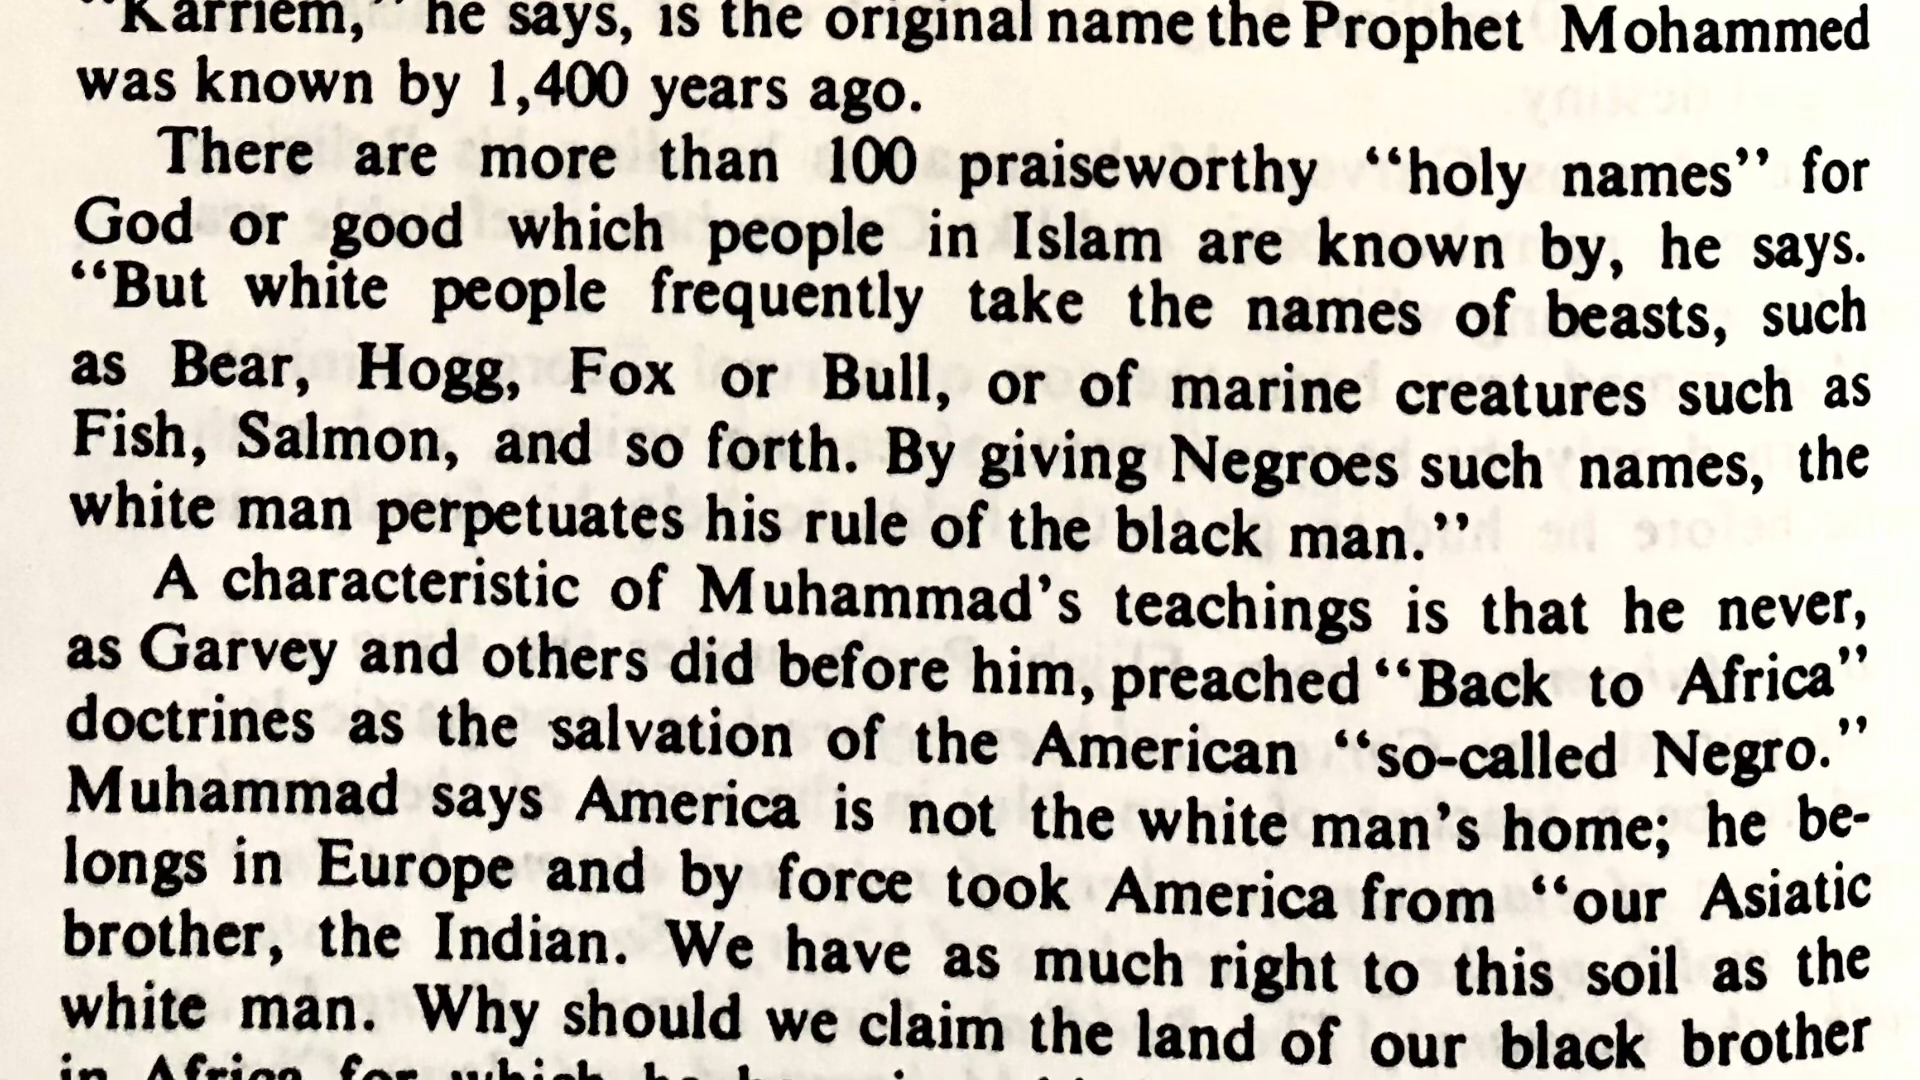 "Karriem," he says, is the original name the Prophet Mohammed
was known by 1,400 years ago.
There are more than 100 praiseworthy "holy names" for
God or good which people in Islam are known by, he says.
"But white people frequently take the names of beasts, such
as Bear, Hogg, Fox or Bull, or of marine creatures such as
Fish, Salmon, and so forth. By giving Negroes such names, the
white man perpetuates his rule of the black man."
A characteristic of Muhammad's teachings is that he never,
as Garvey and others did before him, preached "Back to Africa"
doctrines as the salvation of the American "so-called Negro."
Muhammad says America is not the white man's home; he be-
longs in Europe and by force took America from "our Asiatic
brother, the Indian. We have as much right to this soil as the
white man. Why should we claim the land of our black brother
in Africa for which he